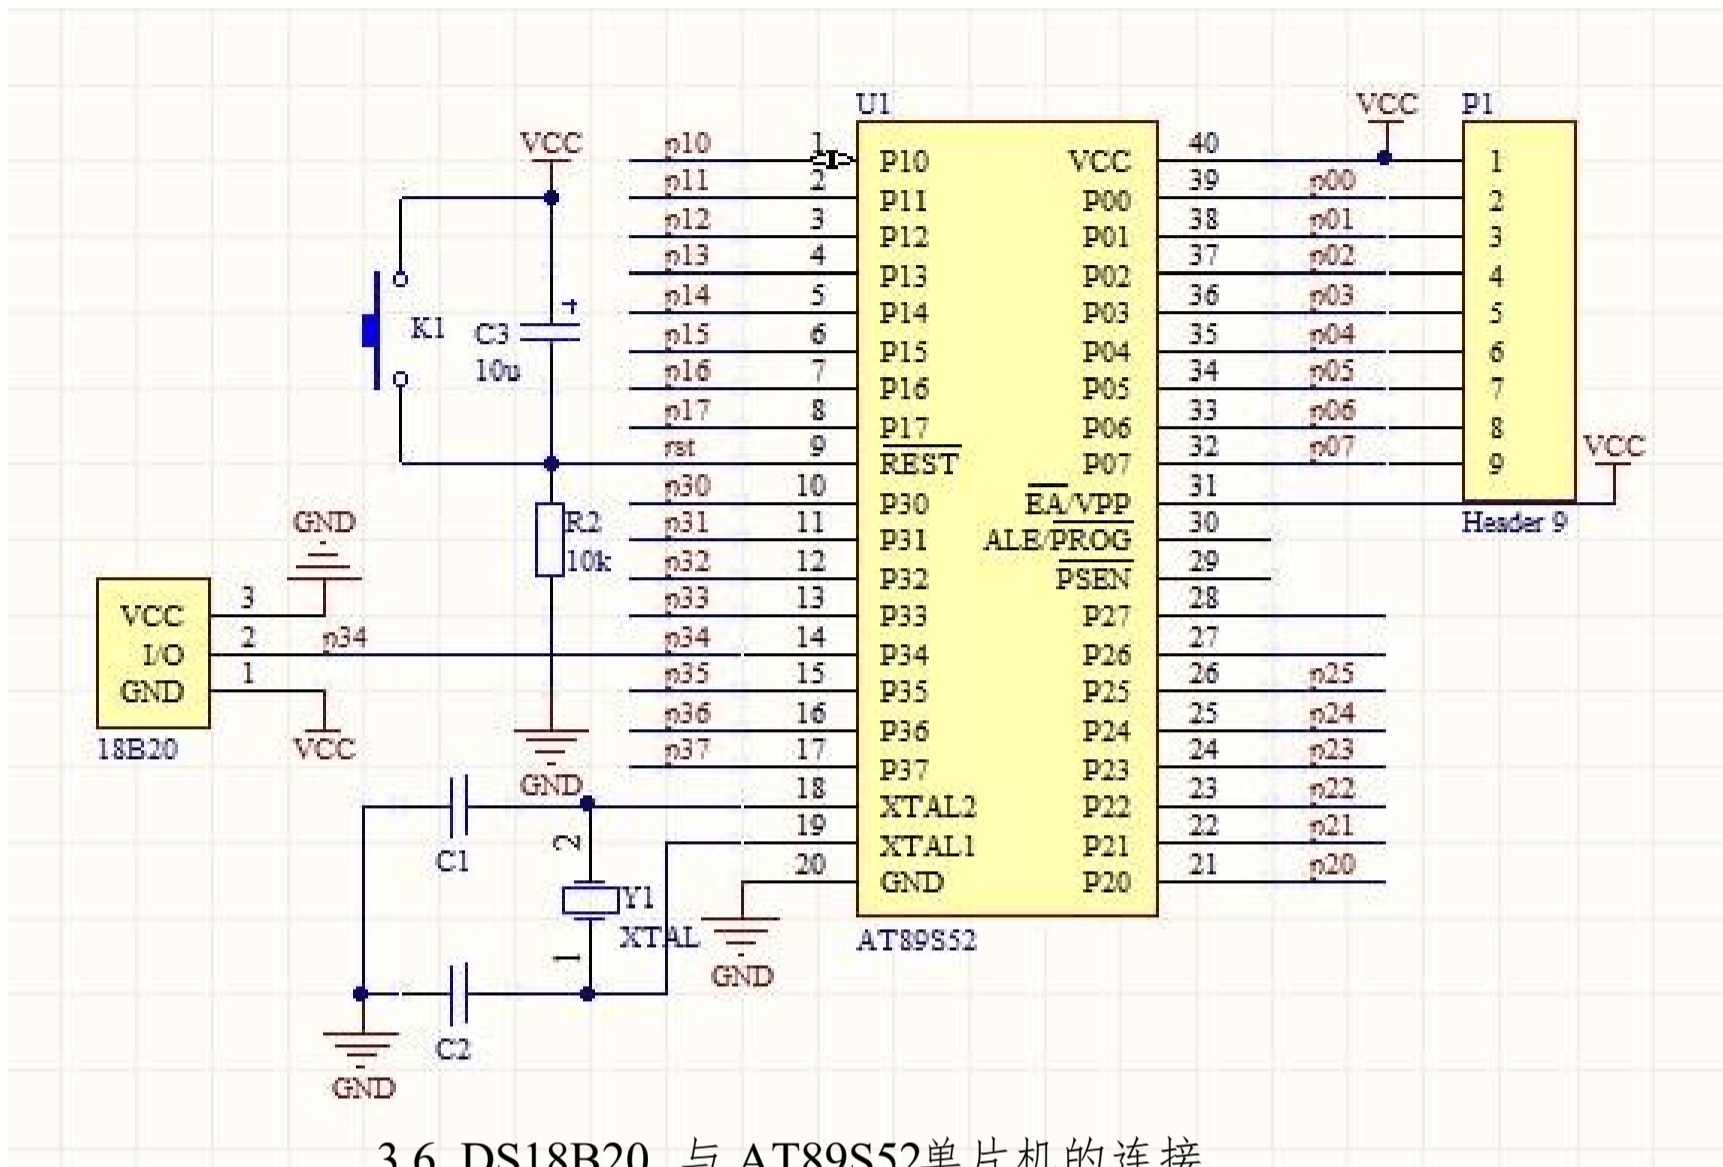 U1
VCC
P1
VCC
p10 1 P10 VCC 40 1
p11 2 P11 P00 39 p00 2
p12 3 P12 P01 38 p01 3
p13 4 P13 P02 37 p02 4
p14 5 P14 P03 36 p03 5
p15 6 P15 P04 35 p04 6
p16 7 P16 P05 34 p05 7
p17 8 P17 P06 33 p06 8
rst 9 REST P07 32 p07 9
K1
C3
10u
+
VCC
p30 10 P30 EA/VPP 31
p31 11 P31 ALE/PROG 30
p32 12 P32 PSEN 29
p33 13 P33 P27 28
p34 14 P34 P26 27
p35 15 P35 P25 26 p25
p36 16 P36 P24 25 p24
p37 17 P37 P23 24 p23
18 XTAL2 P22 23 p22
19 XTAL1 P21 22 p21
20 GND P20 21 p20
Header 9
R2
10k
GND
VCC 3
I/O 2 p34
GND 1
18B20
VCC
GND
C1
2
Y1
XTAL
1
C2
GND
GND
AT89S52
3.6 DS18B20 与 AT89S52单片机的连接